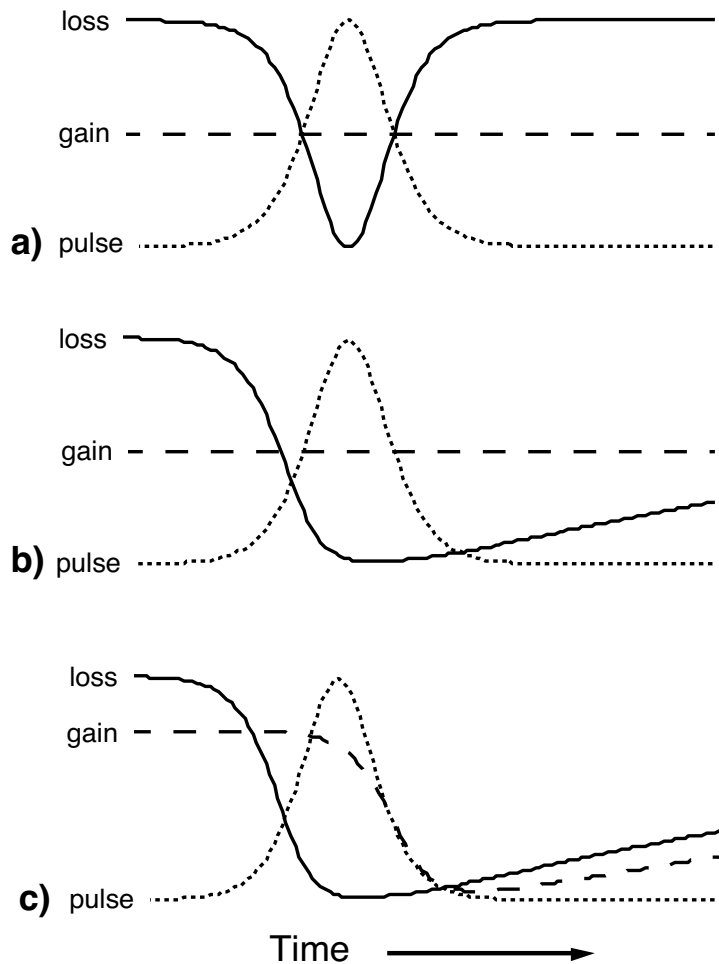 loss
gain
a) pulse
loss
gain
b) pulse
loss
gain
c) pulse
Time